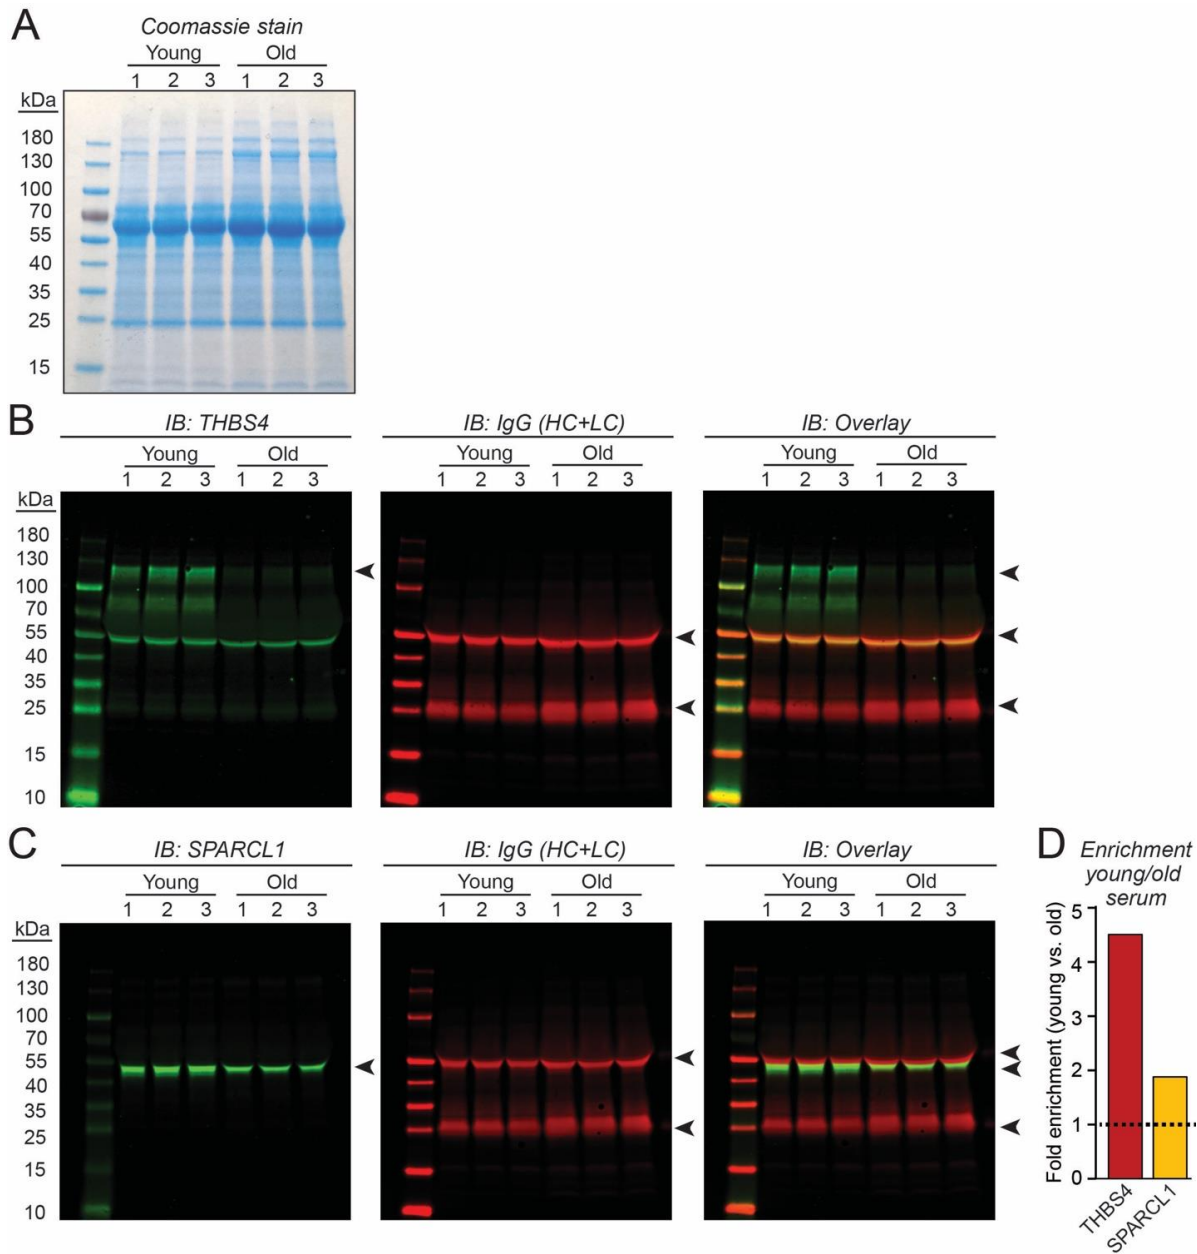 A
Coomassie stain
Young Old
1 2 3 1 2 3
kDa
180
130
100
70
55
40
35
25
15
B
IB: THBS4 IB: IgG (HC+LC) IB: Overlay
Young Old Young Old Young Old
1 2 3 1 2 3 1 2 3 1 2 3 1 2 3 1 2 3
kDa
180
130
100
70
55
40
35
25
15
10
C
IB: SPARCL1 IB: IgG (HC+LC) IB: Overlay
Young Old Young Old Young Old
1 2 3 1 2 3 1 2 3 1 2 3 1 2 3 1 2 3
kDa
180
130
100
70
55
40
35
25
15
10
D
Enrichment
young/old
serum
Fold enrichment (young vs. old)
5
4
3
2
1
0
THBS4
SPARCL1